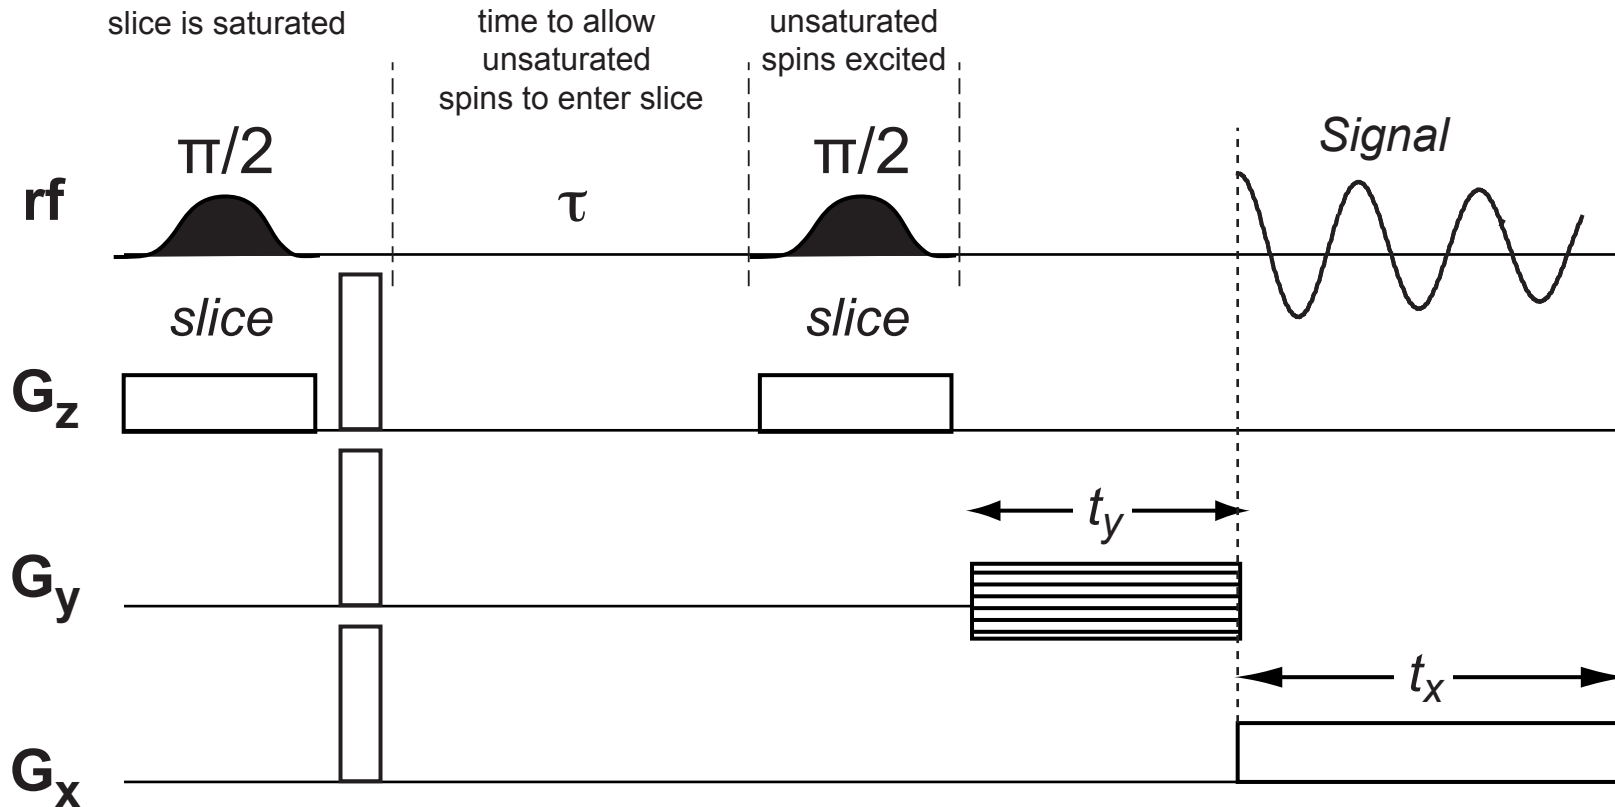 slice is saturated
time to allow
unsaturated
spins to enter slice
unsaturated
spins excited
π/2
π/2
Signal
rf
τ
slice
slice
Gz
ty
Gy
tx
Gx